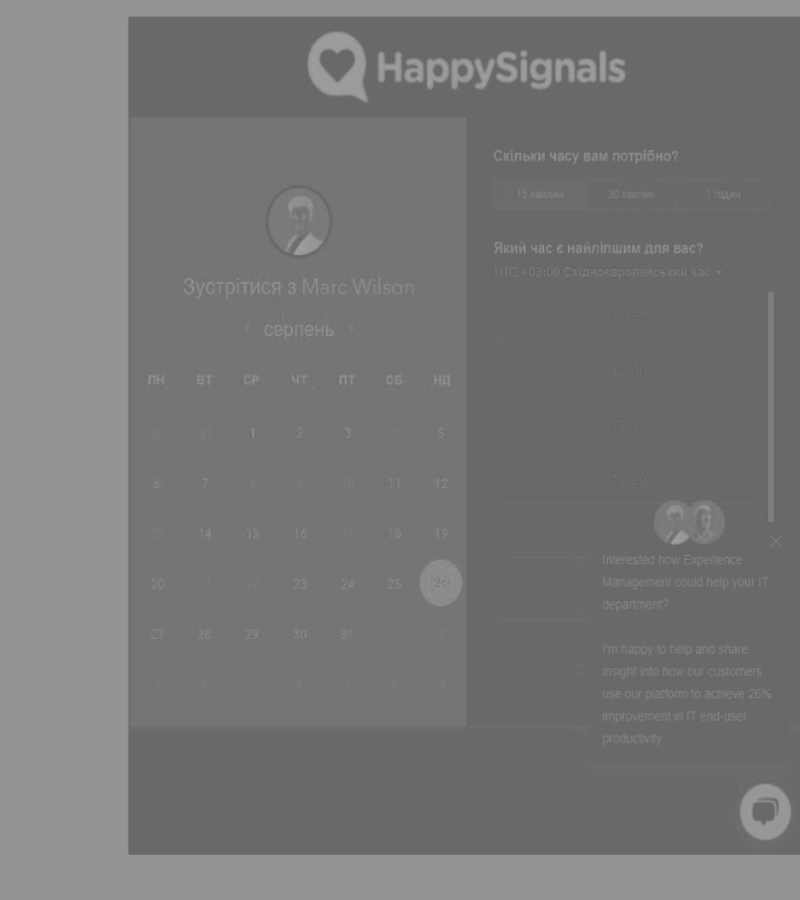 HappySignals
Скільки часу вам потрібно?
15 хвилин 30 хвилин 1 годин
Який час є найліпшим для вас?
UTC +03:00 Східноєвропейський час
Зустрітися з Marc Wilson
серпень
ПН ВТ СР ЧТ ПТ СБ НД
30 31 1 2 3 4 5
6 7 8 9 10 11 12
13 14 15 16 17 18 19
20 21 22 23 24 25 26
27 28 29 30 31 1 2
3 4 5 6 7 8 9
Interested how Experience
Management could help your IT
department?
I'm happy to help and share
insight into how our customers
use our platform to achieve 26%
improvement in IT end-user
productivity.